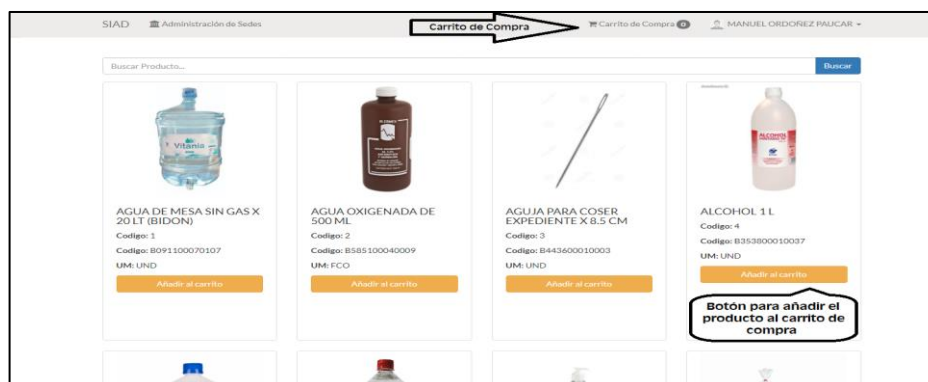 SIAD Administración de Sedes Carrito de Compra Carrito de Compra 0 MANUEL ORDOÑEZ PAUCAR
Buscar Producto... Buscar
Vitania
ALCOHOL
AGUA DE MESA SIN GAS X
20 LT (BIDON)
Codigo: 1
Codigo: B091100070107
UM: UND
Añadir al carrito
AGUA OXIGENADA DE
500 ML
Codigo: 2
Codigo: B585100040009
UM: FCO
Añadir al carrito
AGUJA PARA COSER
EXPEDIENTE X 8.5 CM
Codigo: 3
Codigo: B443600010003
UM: UND
Añadir al carrito
ALCOHOL 1 L
Codigo: 4
Codigo: B353800010037
UM: UND
Añadir al carrito
Botón para añadir el
producto al carrito de
compra